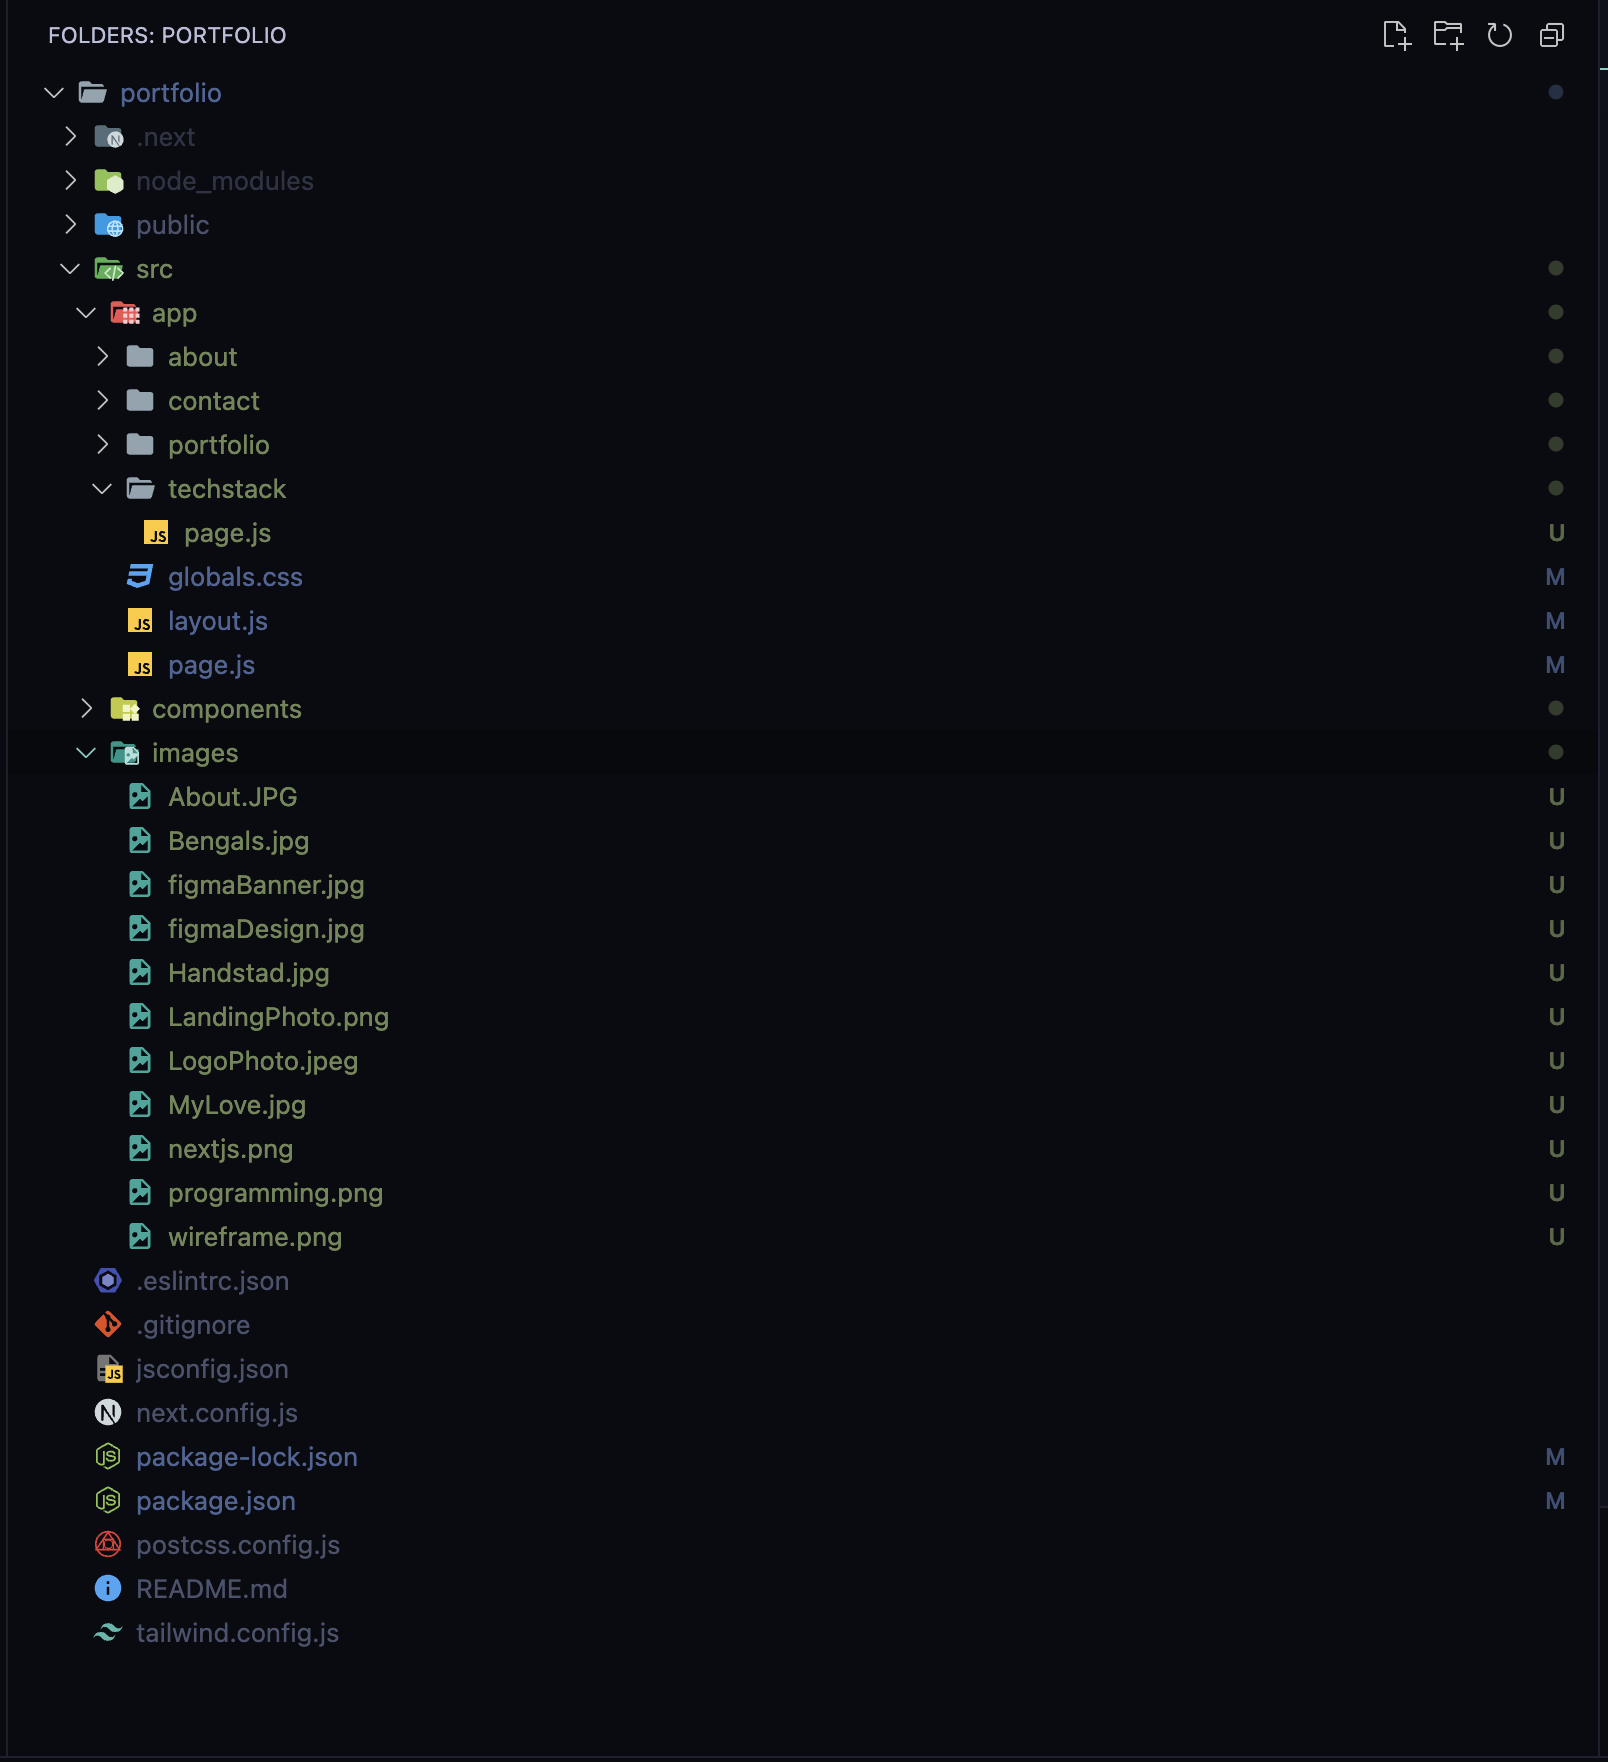 FOLDERS: PORTFOLIO
portfolio
.next
node_modules
public
src
app
about
contact
portfolio
techstack
page.js U
globals.css M
layout.js M
page.js M
components
images
About.JPG U
Bengals.jpg U
figmaBanner.jpg U
figmaDesign.jpg U
Handstad.jpg U
LandingPhoto.png U
LogoPhoto.jpeg U
MyLove.jpg U
nextjs.png U
programming.png U
wireframe.png U
.eslintrc.json
.gitignore
jsconfig.json
next.config.js
package-lock.json M
package.json M
postcss.config.js
README.md
tailwind.config.js